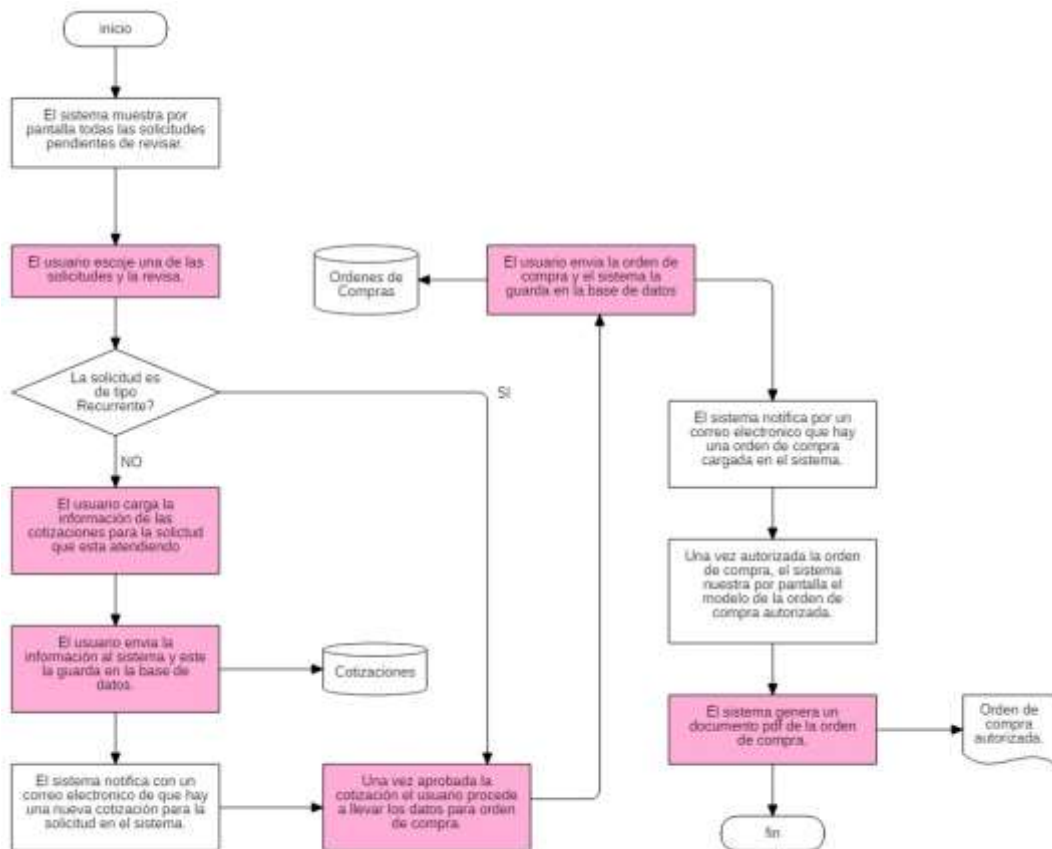 inicio
El sistema muestra por
pantalla todas las solicitudes
pendientes de revisar.
El usuario escoje una de las
solicitudes y la revisa.
La solicitud es
de tipo
Recurrente?
SI
NO
El usuario carga la
información de las
cotizaciones para la solictud
que esta atendiendo
El usuario envia la
información al sistema y este
la guarda en la base de
datos.
Cotizaciones
El sistema notifica con un
correo electronico de que hay
una nueva cotización para la
solicitud en el sistema.
Una vez aprobada la
cotización el usuario procede
a llevar los datos para orden
de compra.
Ordenes de
Compras
El usuario envia la orden de
compra y el sistema la
guarda en la base de datos
El sistema notifica por un
correo electronico que hay
una orden de compra
cargada en el sistema.
Una vez autorizada la orden
de compra, el sistema
nuestra por pantalla el
modelo de la orden de
compra autorizada.
El sistema genera un
documento pdf de la orden
de compra.
Orden de
compra
autorizada.
fin